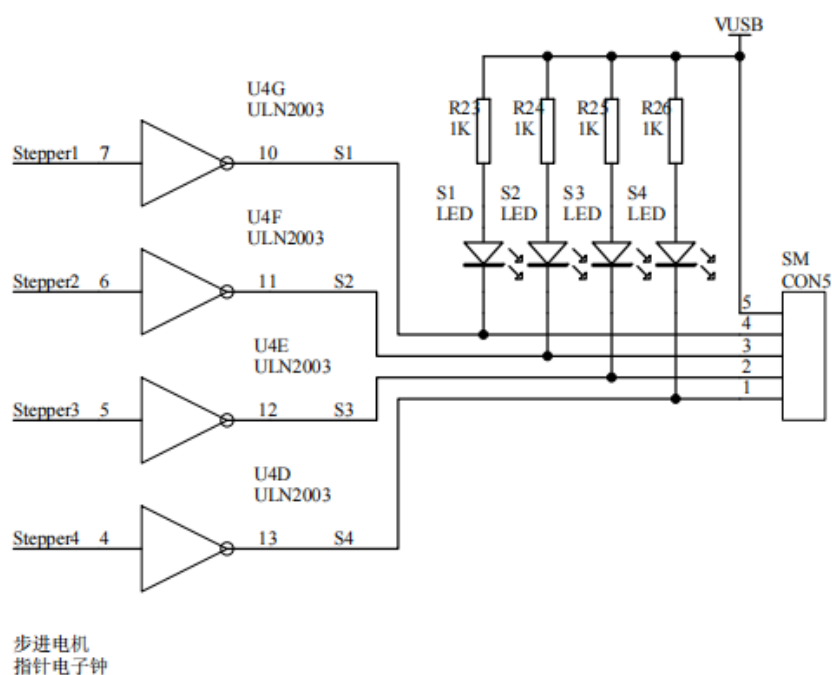 VUSB
U4G
ULN2003
Stepper1 7
10 S1
R23
1K
R24
1K
R25
1K
R26
1K
S1
LED
S2
LED
S3
LED
S4
LED
U4F
ULN2003
Stepper2 6
11 S2
SM
CON5
5
4
3
2
1
U4E
ULN2003
Stepper3 5
12 S3
U4D
ULN2003
Stepper4 4
13 S4
步进电机
指针电子钟